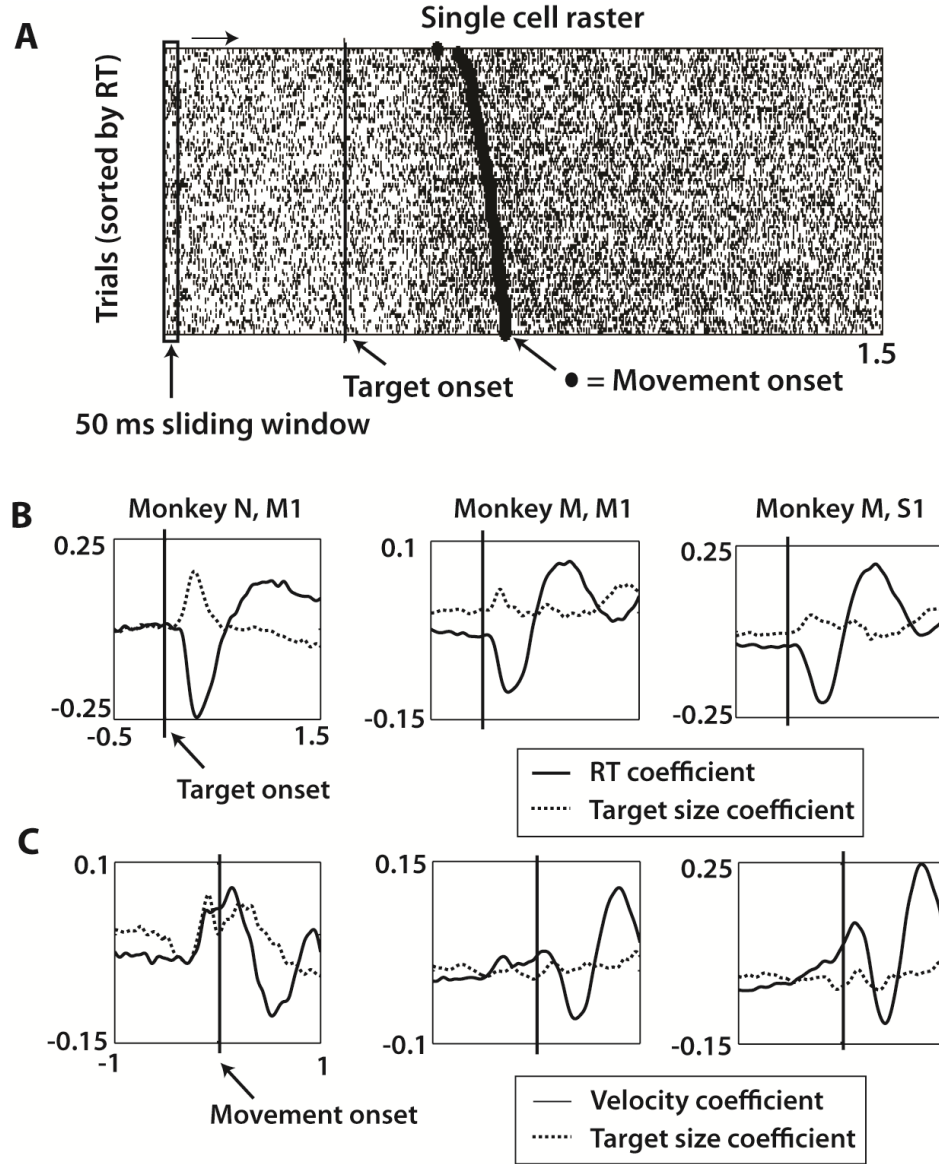 A
Single cell raster
Trials (sorted by RT)
1.5
Target onset
● = Movement onset
50 ms sliding window
B
Monkey N, M1
Monkey M, M1
Monkey M, S1
0.25
0.1
0.25
-0.25
-0.15
-0.25
-0.5
1.5
Target onset
RT coefficient
Target size coefficient
C
0.1
0.15
0.25
-0.15
-0.1
-0.15
-1
1
Movement onset
Velocity coefficient
Target size coefficient